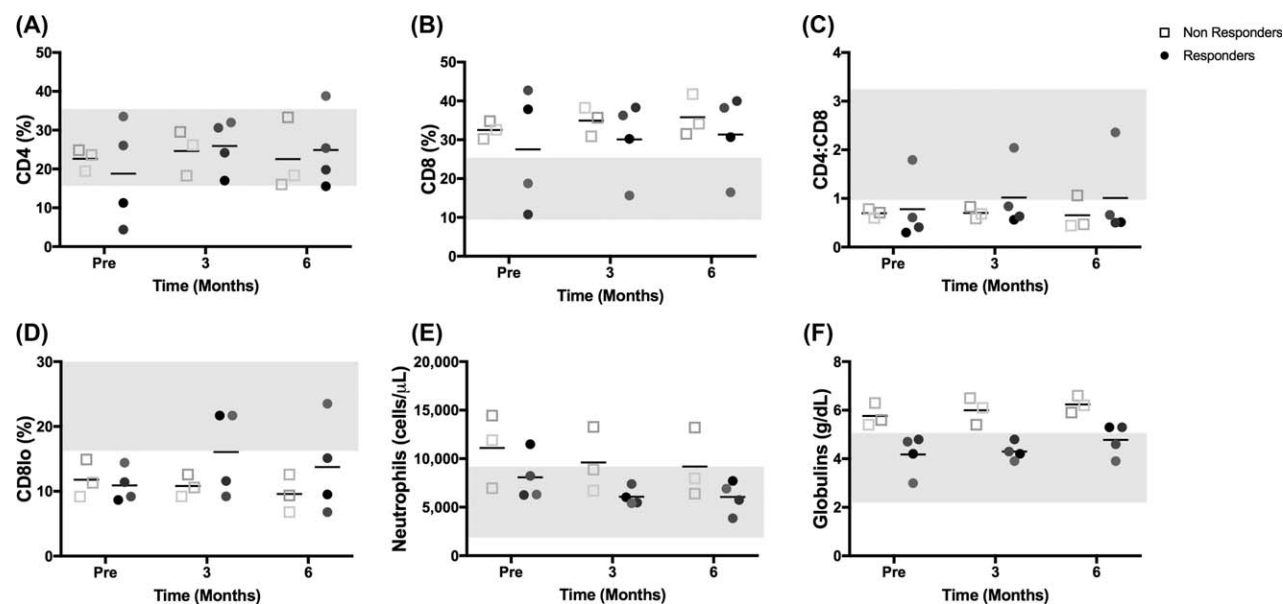 (A)
50
40
30
20
10
0
CD4 (%)
Pre
3
6
Time (Months)
(B)
50
40
30
20
10
0
CD8 (%)
Pre
3
6
Time (Months)
(C)
4
3
2
1
0
CD4:CD8
Pre
3
6
Time (Months)
Non Responders
Responders
(D)
30
20
10
0
CD8lo (%)
Pre
3
6
Time (Months)
(E)
20,000
15,000
10,000
5,000
0
Neutrophils (cells/µL)
Pre
3
6
Time (Months)
(F)
8
6
4
2
0
Globulins (g/dL)
Pre
3
6
Time (Months)